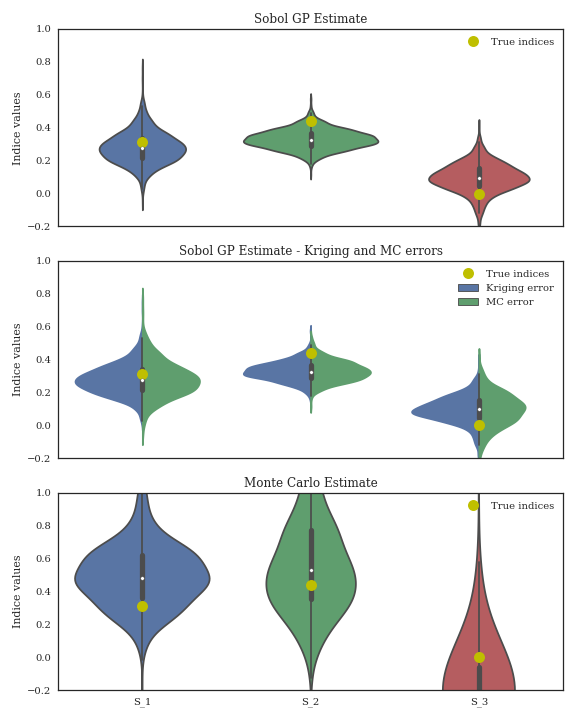 Sobol GP Estimate
1.0
True indices
0.8
0.6
0.4
0.2
0.0
−0.2
Indice values
Sobol GP Estimate - Kriging and MC errors
1.0
True indices
Kriging error
MC error
0.8
0.6
0.4
0.2
0.0
−0.2
Indice values
Monte Carlo Estimate
1.0
True indices
0.8
0.6
0.4
0.2
0.0
−0.2
Indice values
S_1 S_2 S_3